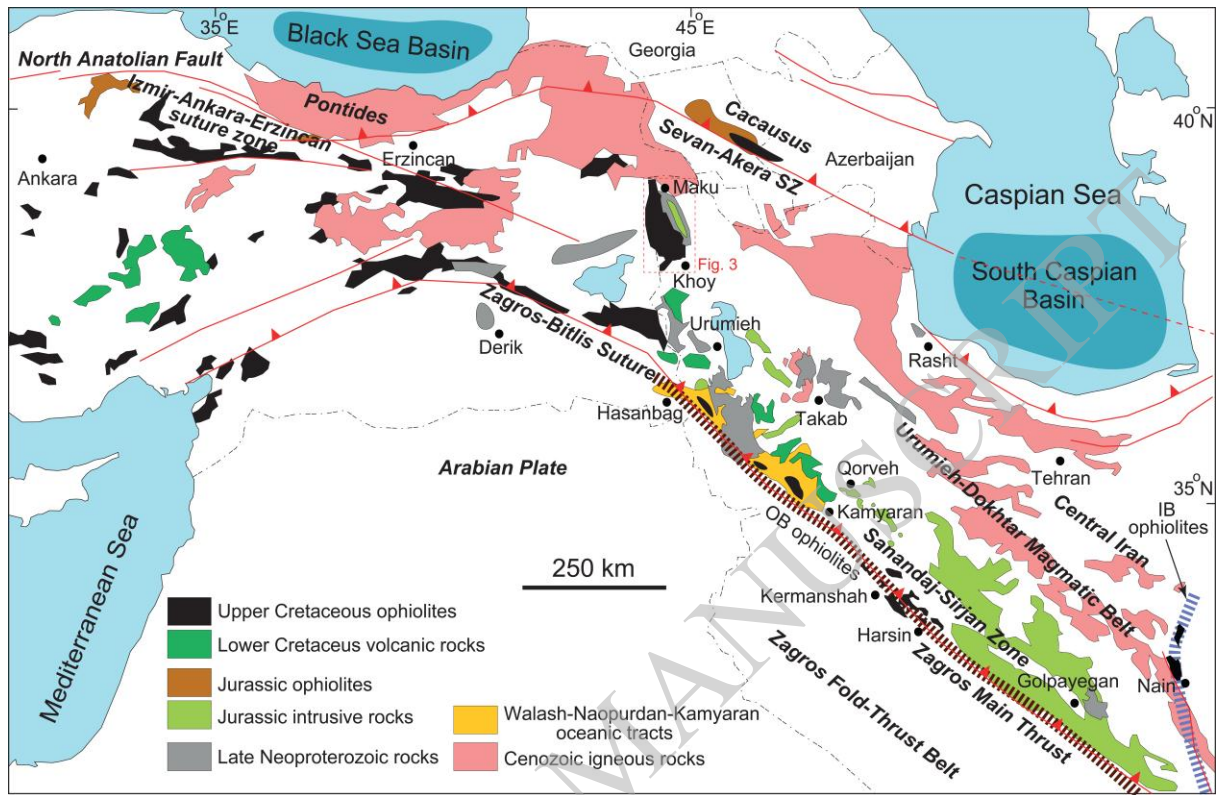 35°E
45°E
Black Sea Basin
Georgia
North Anatolian Fault
Izmir-Ankara-Erzincan
suture zone
Pontides
Cacausus
40°N
Sevan-Akera SZ
Azerbaijan
Ankara
Erzincan
Maku
Caspian Sea
Fig. 3
Khoy
South Caspian
Basin
Zagros-Bitlis Suture
Urumieh
Derik
Rasht
Hasanbag
Takab
Arabian Plate
Urumieh-Dokhtar Magmatic Belt
Tehran
Qorveh
35°N
Central Iran
IB
ophiolites
Kamyaran
OB ophiolites
Sanandaj-Sirjan Zone
250 km
Mediterranean Sea
Kermanshah
Harsin
Zagros Main Thrust
Golpayegan
Nain
Zagros Fold-Thrust Belt
Upper Cretaceous ophiolites
Lower Cretaceus volcanic rocks
Jurassic ophiolites
Jurassic intrusive rocks
Late Neoproterozoic rocks
Walash-Naopurdan-Kamyaran
oceanic tracts
Cenozoic igneous rocks
MANUSCRIPT